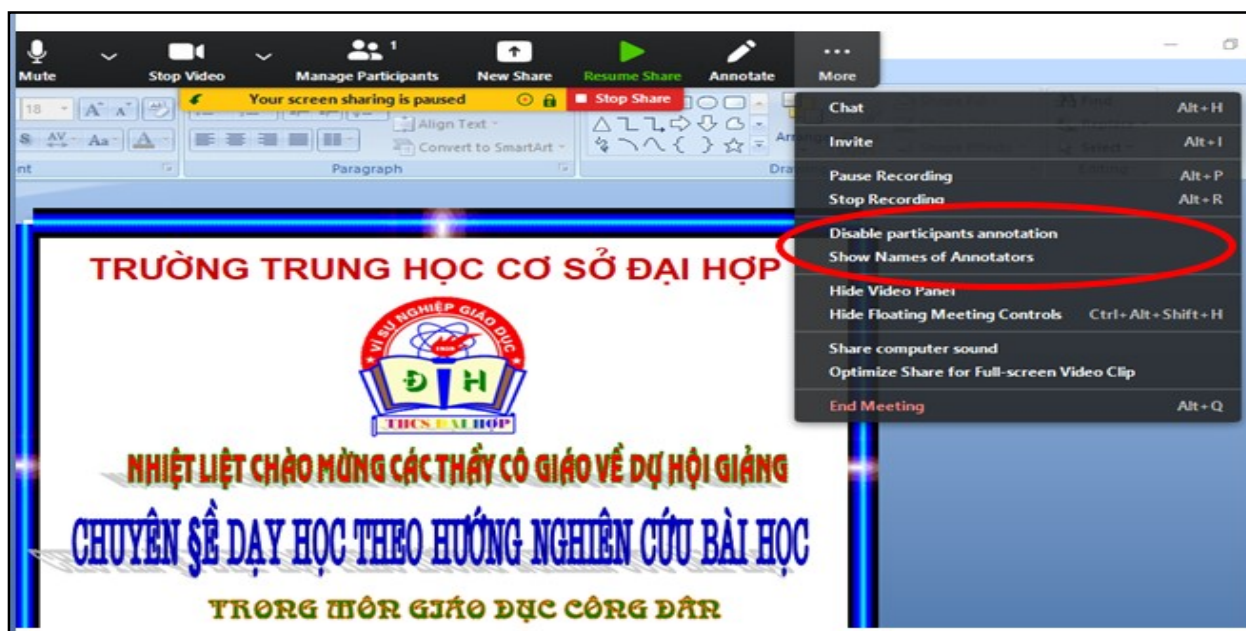 1
Mute Stop Video Manage Participants New Share Resume Share Annotate More
Your screen sharing is paused Stop Share
18
Align Text
Convert to SmartArt
Paragraph
Chat Alt+H
Invite Alt+I
Pause Recording Alt+P
Stop Recording Alt+R
Disable participants annotation
Show Names of Annotators
Hide Video Panel
Hide Floating Meeting Controls Ctrl+Alt+Shift+H
Share computer sound
Optimize Share for Full-screen Video Clip
End Meeting Alt+Q
TRƯỜNG TRUNG HỌC CƠ SỞ ĐẠI HỢP
VÌ SỰ NGHIỆP GIÁO DỤC
Đ H
THCS ĐẠI HỢP
NHIỆT LIỆT CHÀO MỪNG CÁC THẦY CÔ GIÁO VỀ DỰ HỘI GIẢNG
CHUYÊN §Ề DẠY HỌC THEO HƯỚNG NGHIÊN CỨU BÀI HỌC
TRONG MÔN GIÁO DỤC CÔNG DÂN